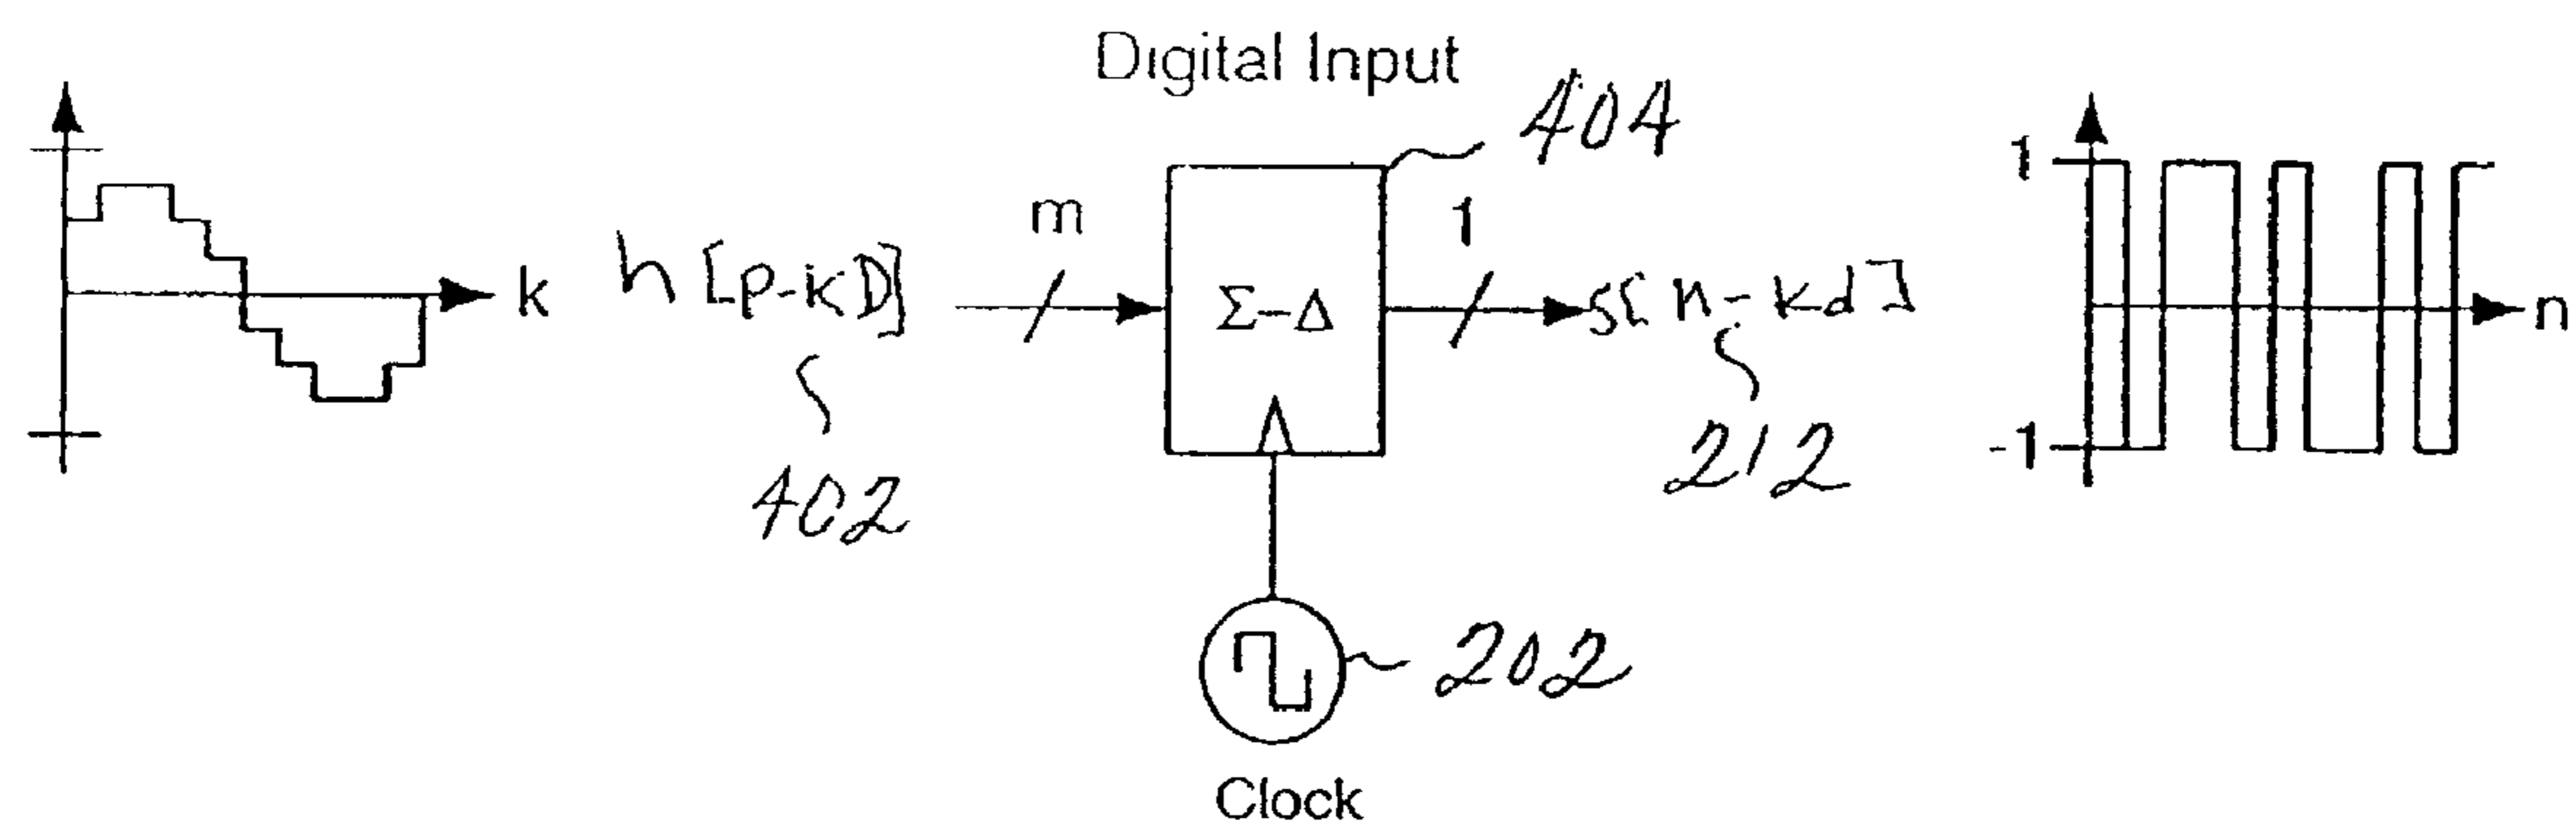 Digital Input
404
m
1
1
k
h[p-kD]
Σ-Δ
s[n-kd]
n
402
212
-1
202
Clock